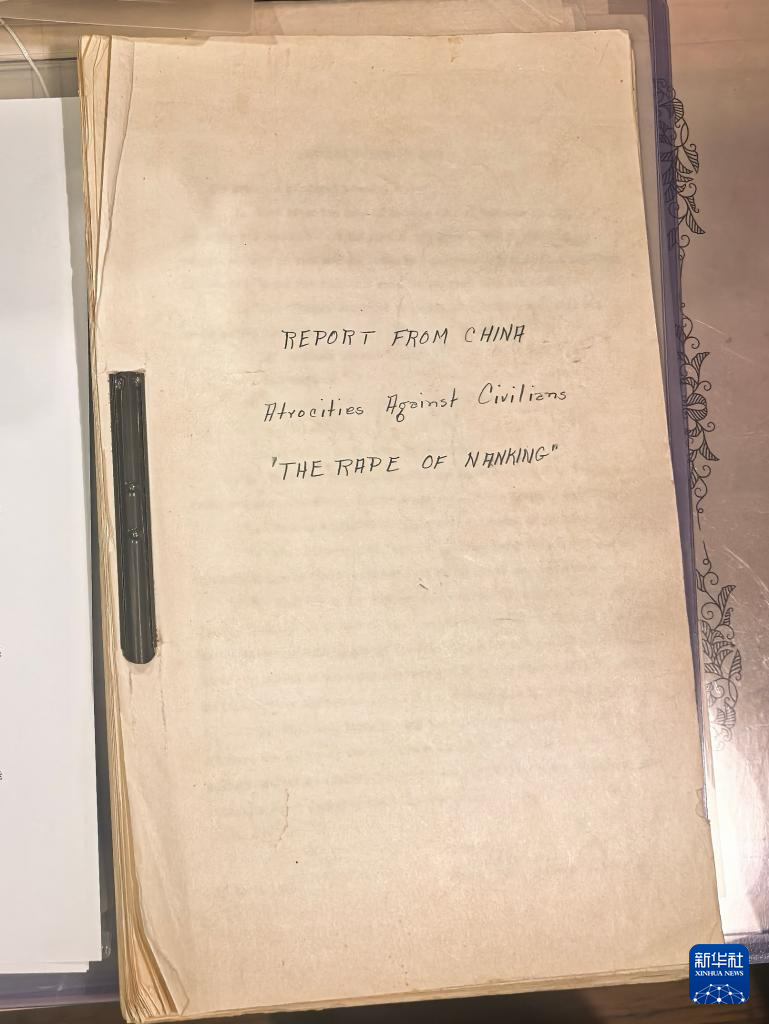 REPORT FROM CHINA
Atrocities Against Civilians
"THE RAPE OF NANKING"
新华社
XINHUA NEWS